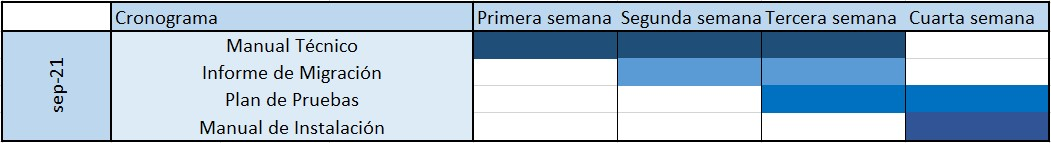 Cronograma Primera semana Segunda semana Tercera semana Cuarta semana
sep-21
Manual Técnico
Informe de Migración
Plan de Pruebas
Manual de Instalación